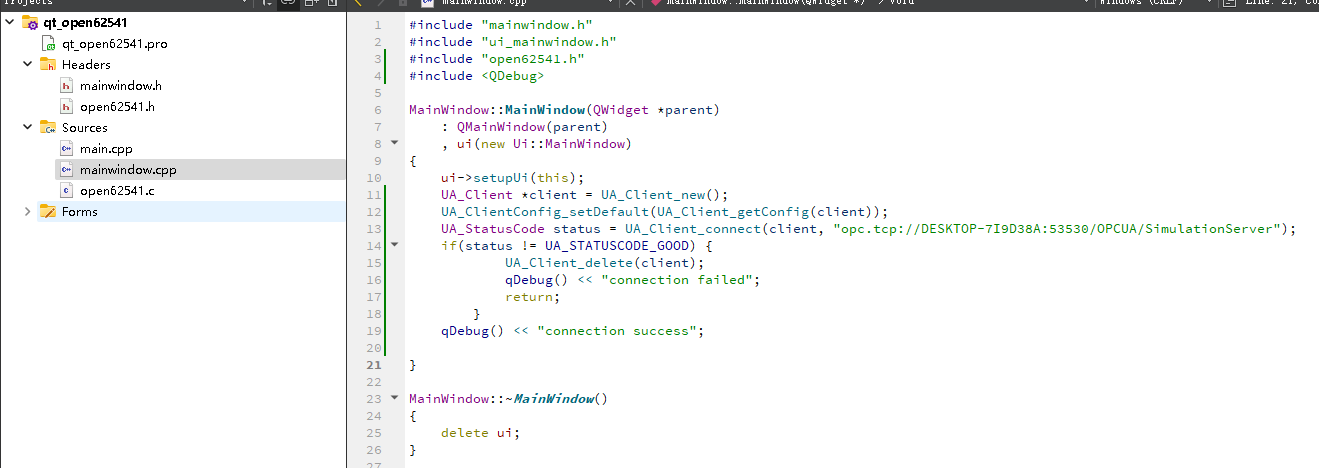 Projects
mainwindow.cpp
MainWindow::MainWindow(QWidget *)
void
Windows (CRLF)
Line: 21, Col
qt_open62541
qt_open62541.pro
Headers
mainwindow.h
open62541.h
Sources
main.cpp
mainwindow.cpp
open62541.c
Forms
1 #include "mainwindow.h"
2 #include "ui_mainwindow.h"
3 #include "open62541.h"
4 #include <QDebug>
5
6 MainWindow::MainWindow(QWidget *parent)
7 : QMainWindow(parent)
8 , ui(new Ui::MainWindow)
9 {
10 ui->setupUi(this);
11 UA_Client *client = UA_Client_new();
12 UA_ClientConfig_setDefault(UA_Client_getConfig(client));
13 UA_StatusCode status = UA_Client_connect(client, "opc.tcp://DESKTOP-7I9D38A:53530/OPCUA/SimulationServer");
14 if(status != UA_STATUSCODE_GOOD) {
15 UA_Client_delete(client);
16 qDebug() << "connection failed";
17 return;
18 }
19 qDebug() << "connection success";
20
21 }
22
23 MainWindow::~MainWindow()
24 {
25 delete ui;
26 }
27